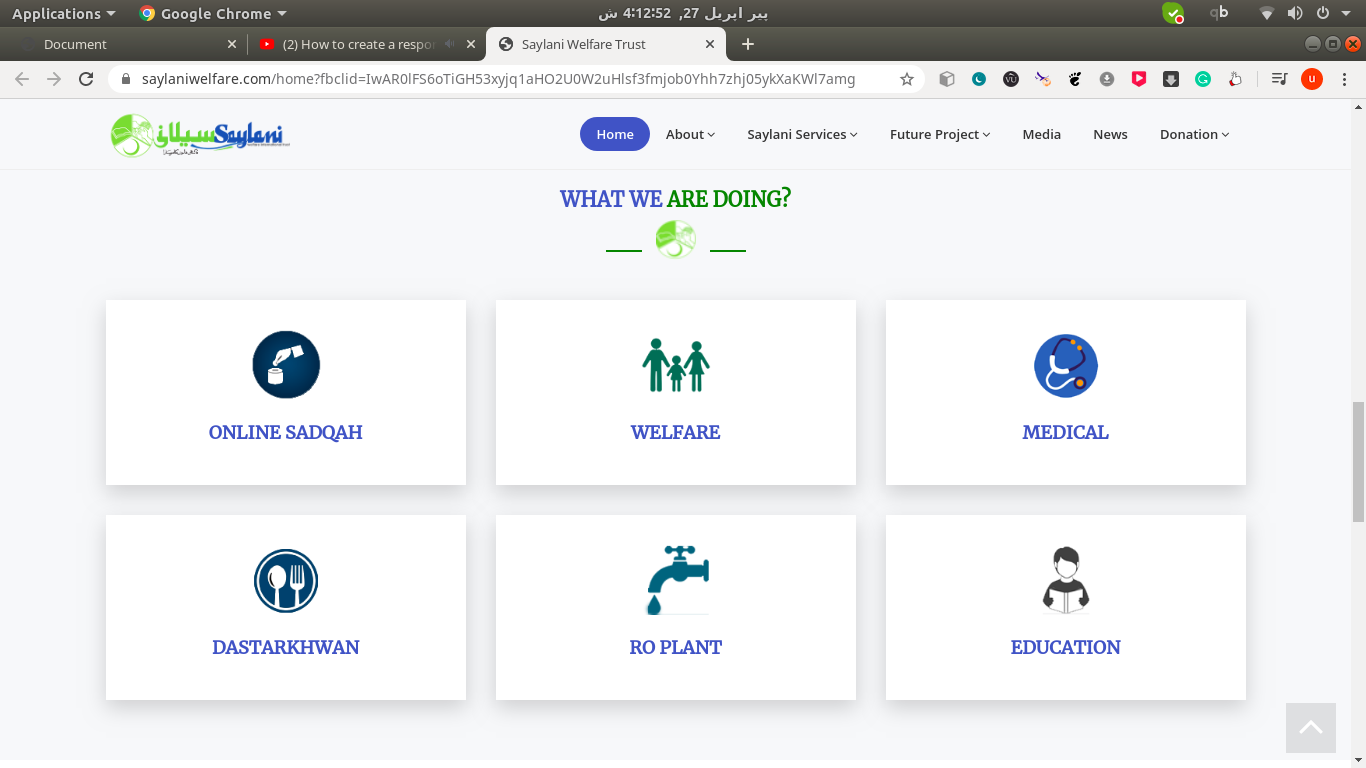 Applications Google Chrome پیر اپریل 27, 4:12:52 ش qb
Document (2) How to create a respo Saylani Welfare Trust
saylaniwelfare.com/home?fbclid=IwAR0lFS6oTiGH53xyjq1aHO2U0W2uHlsf3fmjob0Yhh7zhj05ykXaKWl7amg VU u
سیلانی Saylani Home About Saylani Services Future Project Media News Donation
WHAT WE ARE DOING?
ONLINE SADQAH WELFARE MEDICAL
DASTARKHWAN RO PLANT EDUCATION